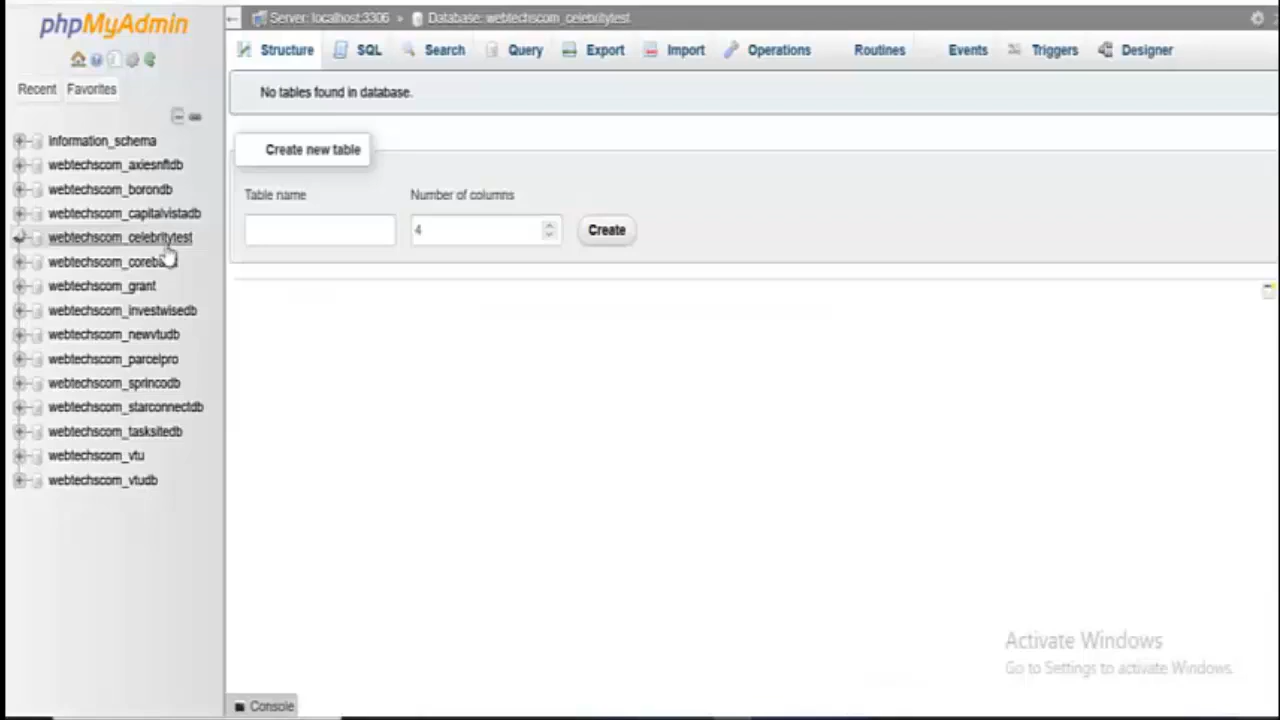 phpMyAdmin
Recent Favorites
information_schema
webtechscom_axiesnftdb
webtechscom_borondb
webtechscom_capitalvistadb
webtechscom_celebritytest
webtechscom_grant
webtechscom_investwisedb
webtechscom_newvtudb
webtechscom_parcelpro
webtechscom_sprincodb
webtechscom_starconnectdb
webtechscom_tasksitedb
webtechscom_vtu
webtechscom_vtudb
Server: localhost:3306 » Database: webtechscom_celebritytest
Structure SQL Search Query Export Import Operations Routines Events Triggers Designer
No tables found in database.
Create new table
Table name Number of columns
4 Create
Console
Activate Windows
Go to Settings to activate Windows.